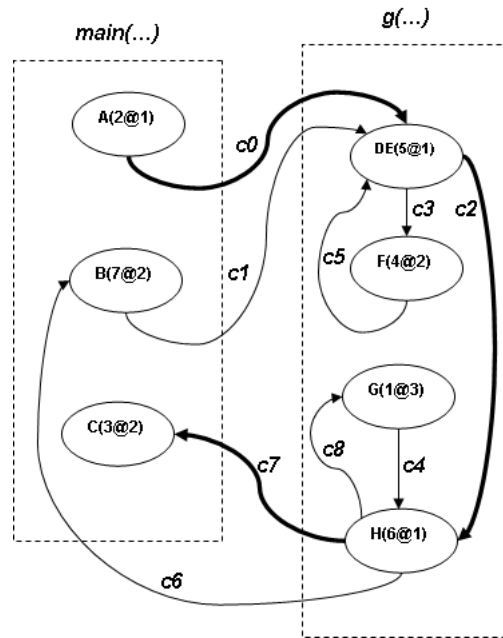 main(...)
g(...)
A(2@1)
c0
DE(5@1)
c3
c2
B(7@2)
c1
c5
F(4@2)
G(1@3)
C(3@2)
c7
c8
c4
H(6@1)
c6